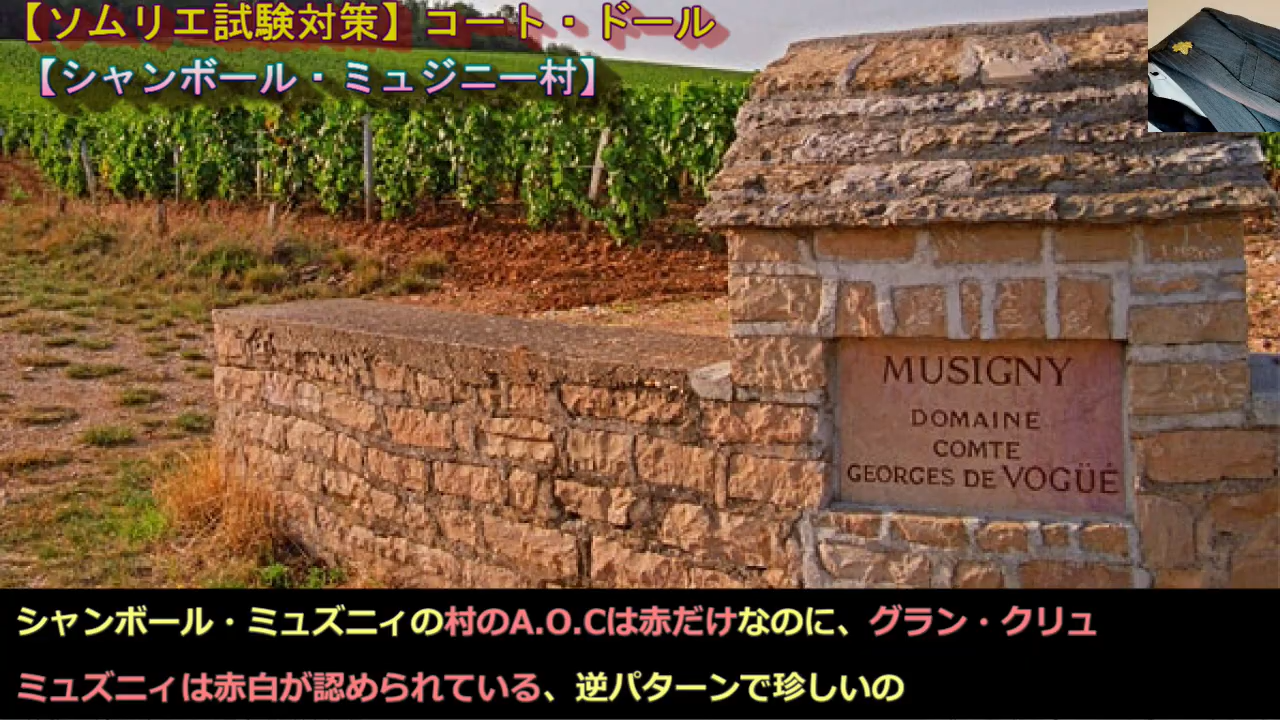 【ソムリエ試験対策】コート・ドール
【シャンボール・ミュジニー村】
MUSIGNY
DOMAINE
COMTE
GEORGES DE VOGÜÉ
シャンボール・ミュズニィの村のA.O.Cは赤だけなのに、グラン・クリュ
ミュズニィは赤白が認められている、逆パターンで珍しいの